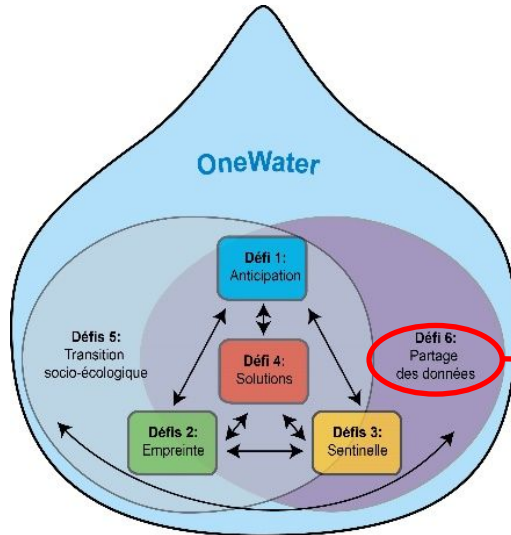 OneWater
Défi 1:
Anticipation
Défis 5:
Transition
socio-écologique
Défi 4:
Solutions
Défi 6:
Partage
des données
Défis 2:
Empreinte
Défis 3:
Sentinelle